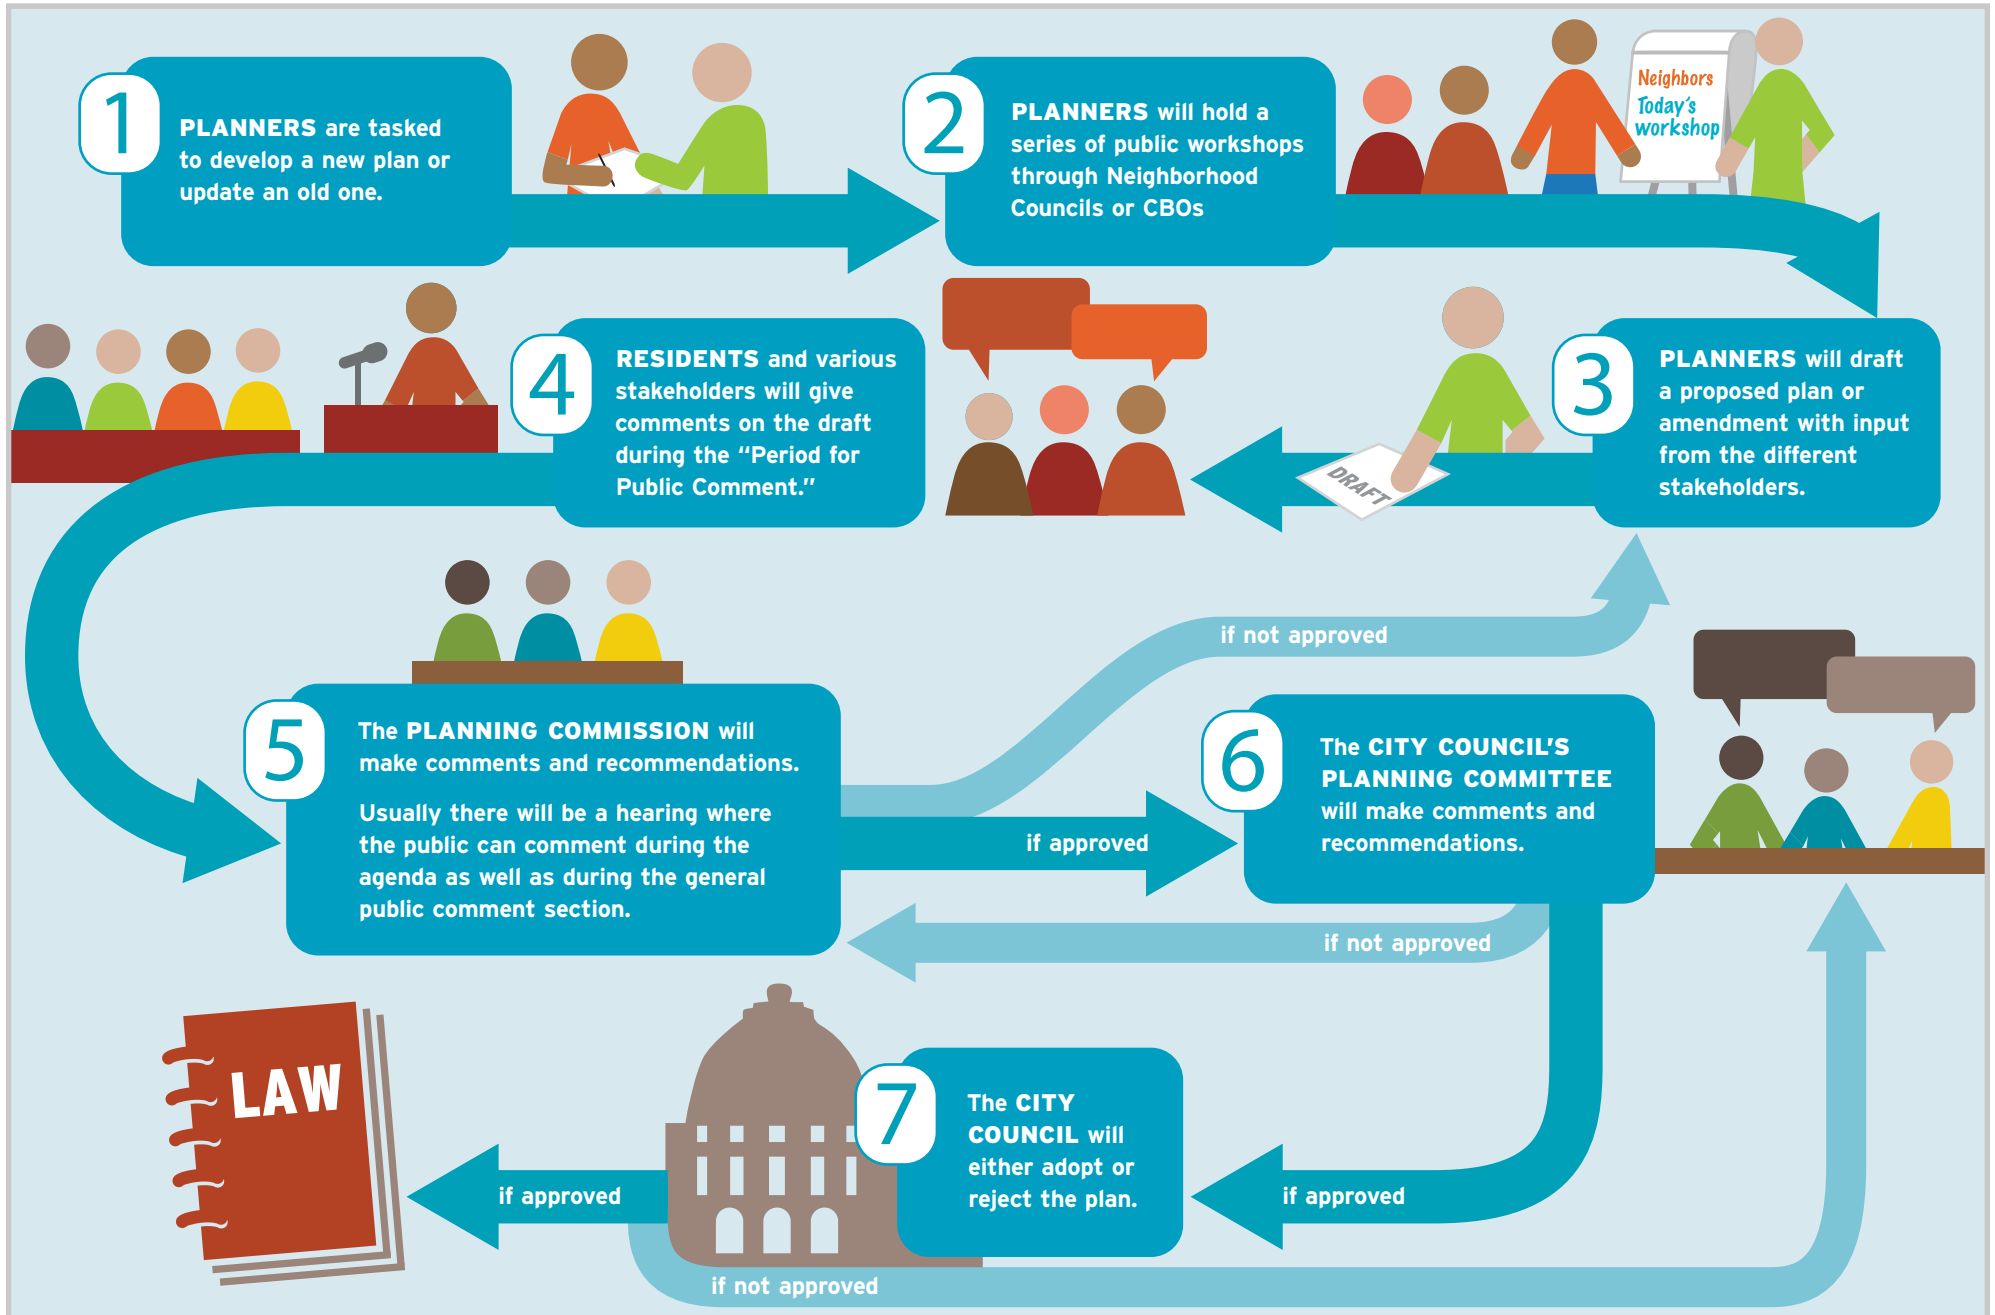 1
PLANNERS are tasked
to develop a new plan or
update an old one.
2
PLANNERS will hold a
series of public workshops
through Neighborhood
Councils or CBOs
Neighbors
Today's
workshop
3
PLANNERS will draft
a proposed plan or
amendment with input
from the different
stakeholders.
DRAFT
4
RESIDENTS and various
stakeholders will give
comments on the draft
during the “Period for
Public Comment.”
5
The PLANNING COMMISSION will
make comments and recommendations.
Usually there will be a hearing where
the public can comment during the
agenda as well as during the general
public comment section.
if not approved
if approved
6
The CITY COUNCIL'S
PLANNING COMMITTEE
will make comments and
recommendations.
if not approved
if approved
7
The CITY
COUNCIL will
either adopt or
reject the plan.
if approved
if not approved
LAW